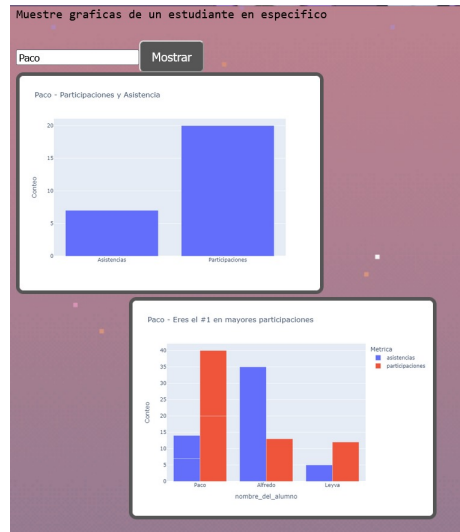 Muestre graficas de un estudiante en especifico
Paco
Mostrar
Paco - Participaciones y Asistencia
Conteo
20
15
10
5
0
Asistencias
Participaciones
Paco - Eres el #1 en mayores participaciones
Metrica
asistencias
participaciones
Conteo
40
35
30
25
20
15
10
5
0
Paco
Alfredo
Leyva
nombre_del_alumno